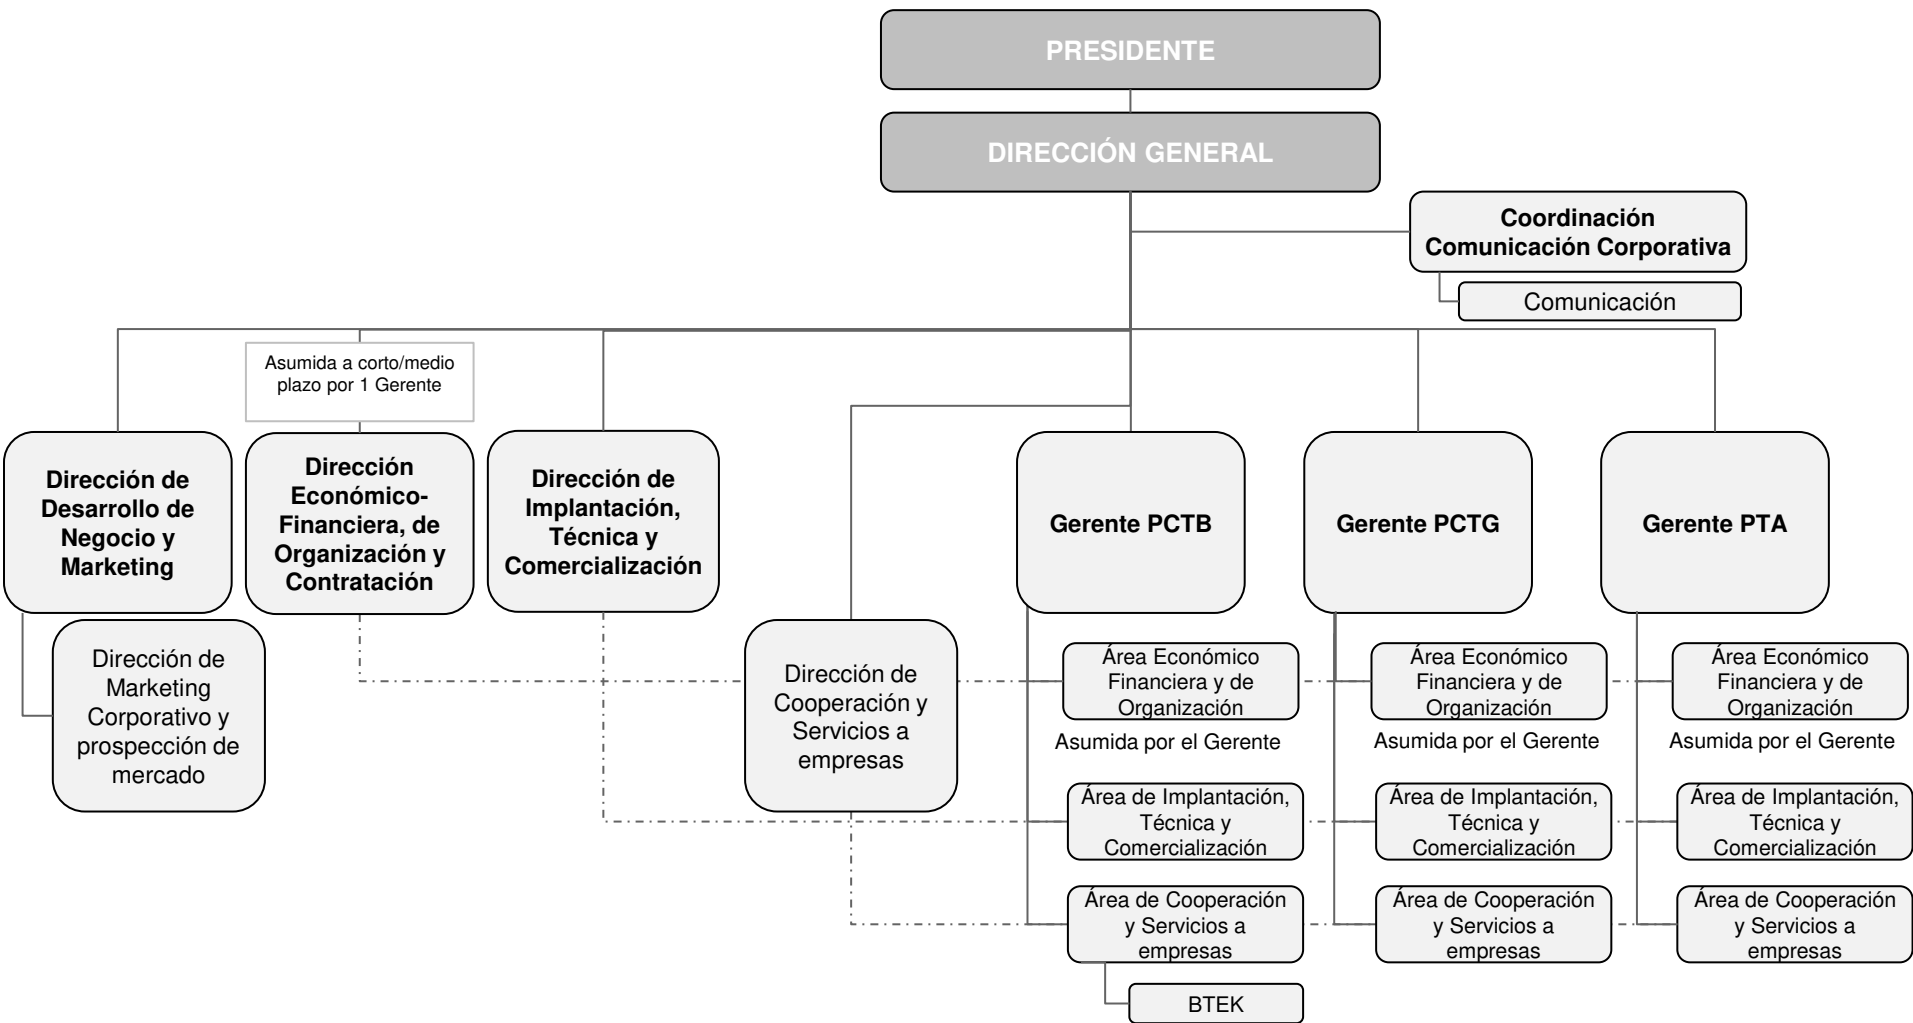 PRESIDENTE
DIRECCIÓN GENERAL
Coordinación
Comunicación Corporativa
Comunicación
Asumida a corto/medio
plazo por 1 Gerente
Dirección de
Desarrollo de
Negocio y
Marketing
Dirección
Económico-
Financiera, de
Organización y
Contratación
Dirección de
Implantación,
Técnica y
Comercialización
Gerente PCTB
Gerente PCTG
Gerente PTA
Dirección de
Marketing
Corporativo y
prospección de
mercado
Dirección de
Cooperación y
Servicios a
empresas
Área Económico
Financiera y de
Organización
Asumida por el Gerente
Área de Implantación,
Técnica y
Comercialización
Área de Cooperación
y Servicios a
empresas
BTEK
Área Económico
Financiera y de
Organización
Asumida por el Gerente
Área de Implantación,
Técnica y
Comercialización
Área de Cooperación
y Servicios a
empresas
Área Económico
Financiera y de
Organización
Asumida por el Gerente
Área de Implantación,
Técnica y
Comercialización
Área de Cooperación
y Servicios a
empresas